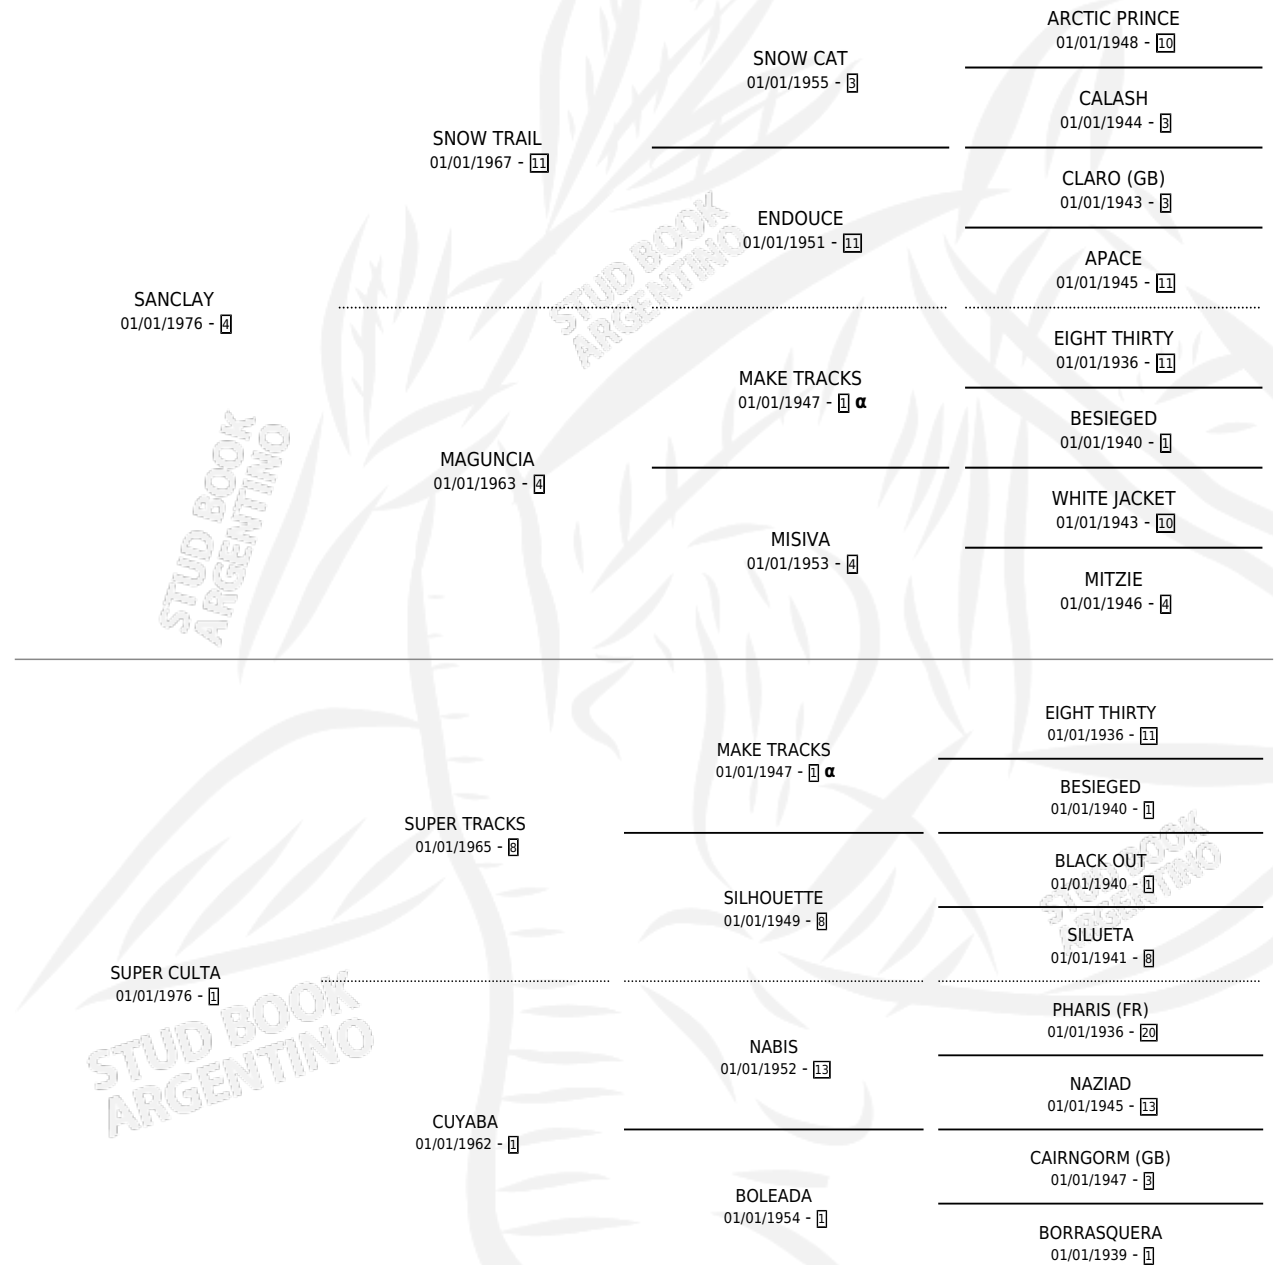 ARCTIC PRINCE
01/01/1948 - 10
SNOW CAT
01/01/1955 - 3
CALASH
01/01/1944 - 3
SNOW TRAIL
01/01/1967 - 11
CLARO (GB)
01/01/1943 - 3
ENDOUCE
01/01/1951 - 11
APACE
01/01/1945 - 11
SANCLAY
01/01/1976 - 4
EIGHT THIRTY
01/01/1936 - 11
MAKE TRACKS
01/01/1947 - 1 α
BESIEGED
01/01/1940 - 1
MAGUNCIA
01/01/1963 - 4
WHITE JACKET
01/01/1943 - 10
MISIVA
01/01/1953 - 4
MITZIE
01/01/1946 - 4
STUD BOOK
ARGENTINO
STUD BOOK
ARGENTINO
EIGHT THIRTY
01/01/1936 - 11
MAKE TRACKS
01/01/1947 - 1 α
BESIEGED
01/01/1940 - 1
SUPER TRACKS
01/01/1965 - 8
BLACK OUT
01/01/1940 - 1
SILHOUETTE
01/01/1949 - 8
SILUETA
01/01/1941 - 8
SUPER CULTA
01/01/1976 - 1
PHARIS (FR)
01/01/1936 - 20
NABIS
01/01/1952 - 13
NAZIAD
01/01/1945 - 13
CUYABA
01/01/1962 - 1
CAIRNGORM (GB)
01/01/1947 - 3
BOLEADA
01/01/1954 - 1
BORRASQUERA
01/01/1939 - 1
STUD BOOK
ARGENTINO
STUD BOOK
ARGENTINO